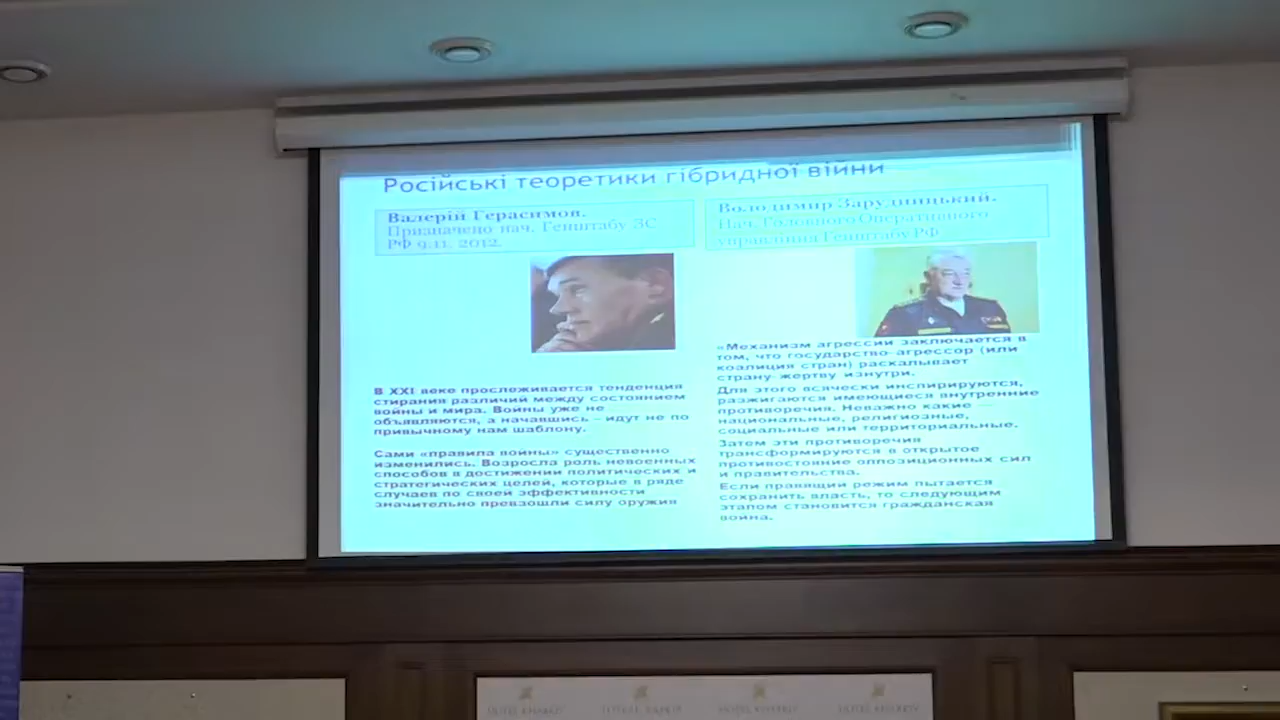 Російські теоретики гібридної війни
Валерій Герасимов.
Призначено нач. Генштабу ЗС
РФ 9.11. 2012.
Володимир Зарудницький.
Нач. Головного Оперативного
управління Генштабу РФ
В XXI веке прослеживается тенденция
стирания различий между состоянием
войны и мира. Войны уже не
объявляются, а начавшись – идут не по
привычному нам шаблону.
Сами «правила войны» существенно
изменились. Возросла роль невоенных
способов в достижении политических и
стратегических целей, которые в ряде
случаев по своей эффективности
значительно превзошли силу оружия
«Механизм агрессии заключается в
том, что государство-агрессор (или
коалиция стран) раскалывает
страну-жертву изнутри.
Для этого всячески инспирируются,
разжигаются имеющиеся внутренние
противоречия. Неважно какие –
национальные, религиозные,
социальные или территориальные.
Затем эти противоречия
трансформируются в открытое
противостояние оппозиционных сил
и правительства.
Если правящий режим пытается
сохранить власть, то следующим
этапом становится гражданская
война.